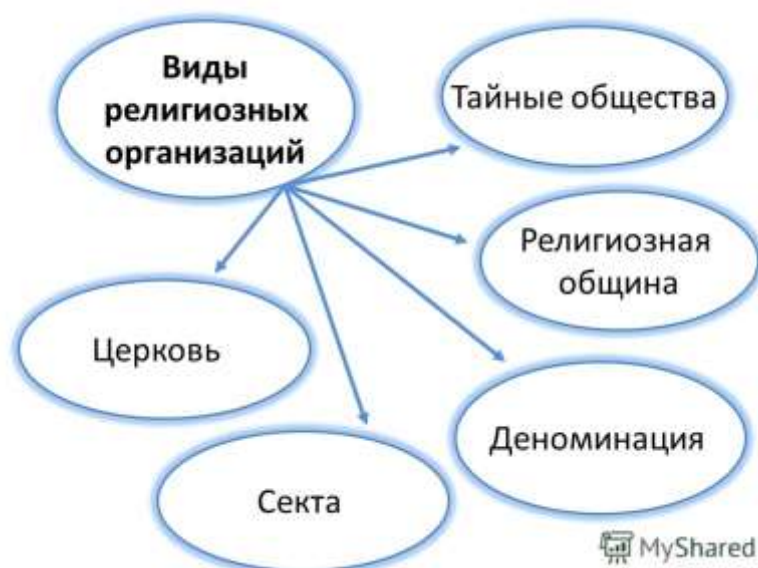 Виды
религиозных
организаций
Тайные общества
Религиозная
община
Церковь
Деноминация
Секта
MyShared